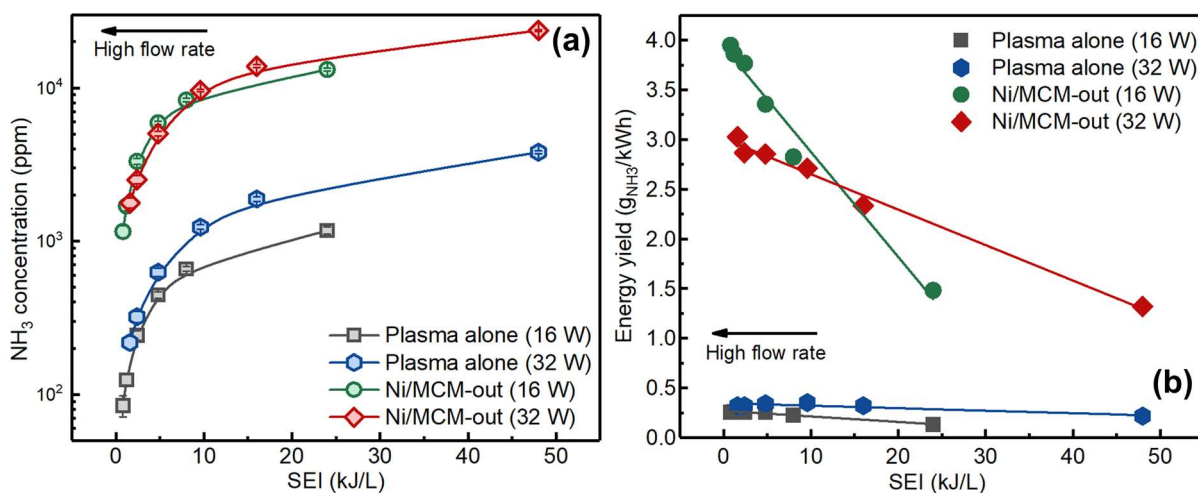 High flow rate
(a)
10⁴
10³
10²
NH₃ concentration (ppm)
Plasma alone (16 W)
Plasma alone (32 W)
Ni/MCM-out (16 W)
Ni/MCM-out (32 W)
0 10 20 30 40 50
SEI (kJ/L)
Plasma alone (16 W)
Plasma alone (32 W)
Ni/MCM-out (16 W)
Ni/MCM-out (32 W)
4.0
3.5
3.0
2.5
2.0
1.5
1.0
0.5
0.0
Energy yield (g_NH3/kWh)
High flow rate
(b)
0 10 20 30 40 50
SEI (kJ/L)